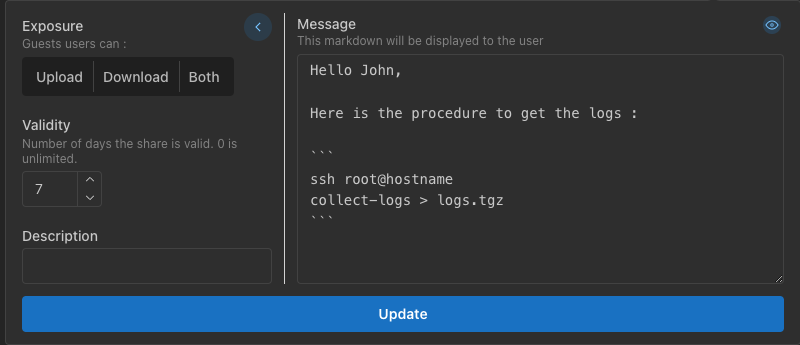 Exposure
Guests users can :
Upload
Download
Both
Validity
Number of days the share is valid. 0 is
unlimited.
7
Description
Message
This markdown will be displayed to the user
Hello John,
Here is the procedure to get the logs :
```
ssh root@hostname
collect-logs > logs.tgz
```
Update